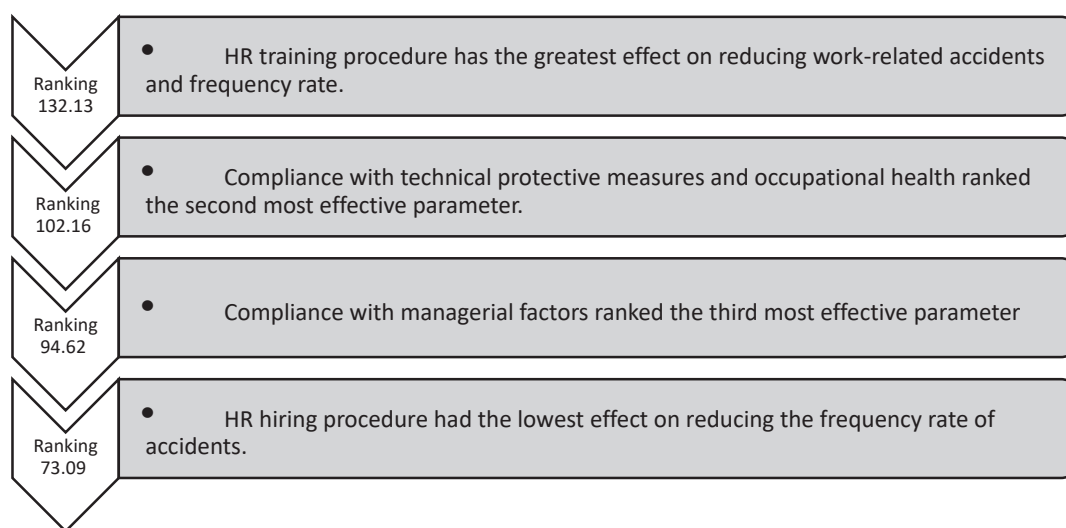 Ranking
132.13
• HR training procedure has the greatest effect on reducing work-related accidents
and frequency rate.
Ranking
102.16
• Compliance with technical protective measures and occupational health ranked
the second most effective parameter.
Ranking
94.62
• Compliance with managerial factors ranked the third most effective parameter
Ranking
73.09
• HR hiring procedure had the lowest effect on reducing the frequency rate of
accidents.